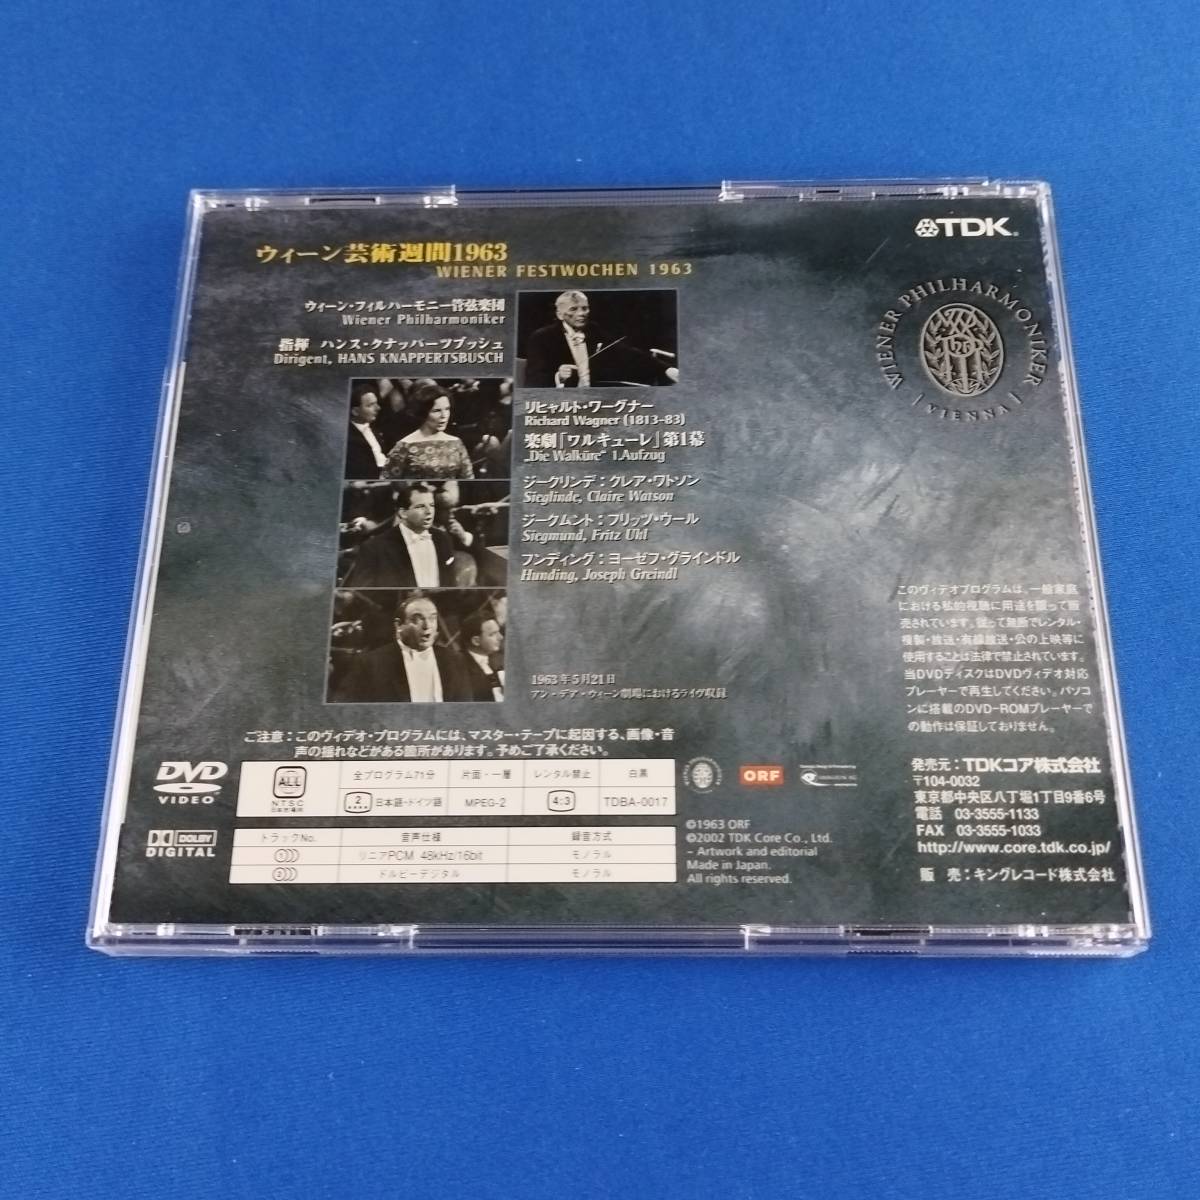 ウィーン芸術週間1963
WIENER FESTWOCHEN 1963
ウィーン・フィルハーモニー管弦楽団
Wiener Philharmoniker
指揮 ハンス・クナッパーツブッシュ
Dirigent, HANS KNAPPERTSBUSCH
リヒャルト・ワーグナー
Richard Wagner (1813-83)
楽劇「ワルキューレ」第1幕
„Die Walküre“ 1.Aufzug
ジークリンデ：クレア・ワトソン
Sieglinde, Claire Watson
ジークムント：フリッツ・ウール
Siegmund, Fritz Uhl
フンディング：ヨーゼフ・グラインドル
Hunding, Joseph Greindl
1963年5月21日
アン・デア・ウィーン劇場におけるライヴ収録
TDK
WIENER PHILHARMONIKER
VIENNA
このヴィデオプログラムは、一般家庭
における私的視聴に用途を限って販
売されています。従って無断でレンタル・
複製・放送・有線放送・公の上映等に
使用することは法律で禁止されています。
当DVDディスクはDVDヴィデオ対応
プレーヤーで再生してください。パソコ
ンに搭載のDVD-ROMプレーヤーで
の動作は保証しておりません。
ご注意：このヴィデオ・プログラムには、マスター・テープに起因する、画像・音
声の揺れなどがある箇所があります。予めご了承ください。
DVD
VIDEO
ALL
NTSC
日本市場向
全プログラム71分 片面・一層 レンタル禁止 白黒
2 日本語・ドイツ語 MPEG-2 4:3 TDBA-0017
DOLBY
DIGITAL
トラックNo. 音声仕様 録音方式
1 リニアPCM 48kHz/16bit モノラル
2 ドルビーデジタル モノラル
ORF
©1963 ORF
©2002 TDK Core Co., Ltd.
– Artwork and editorial
Made in Japan.
All rights reserved.
発売元：TDKコア株式会社
〒104-0032
東京都中央区八丁堀1丁目9番6号
電話 03-3555-1133
FAX 03-3555-1033
http://www.core.tdk.co.jp/
販 売：キングレコード株式会社